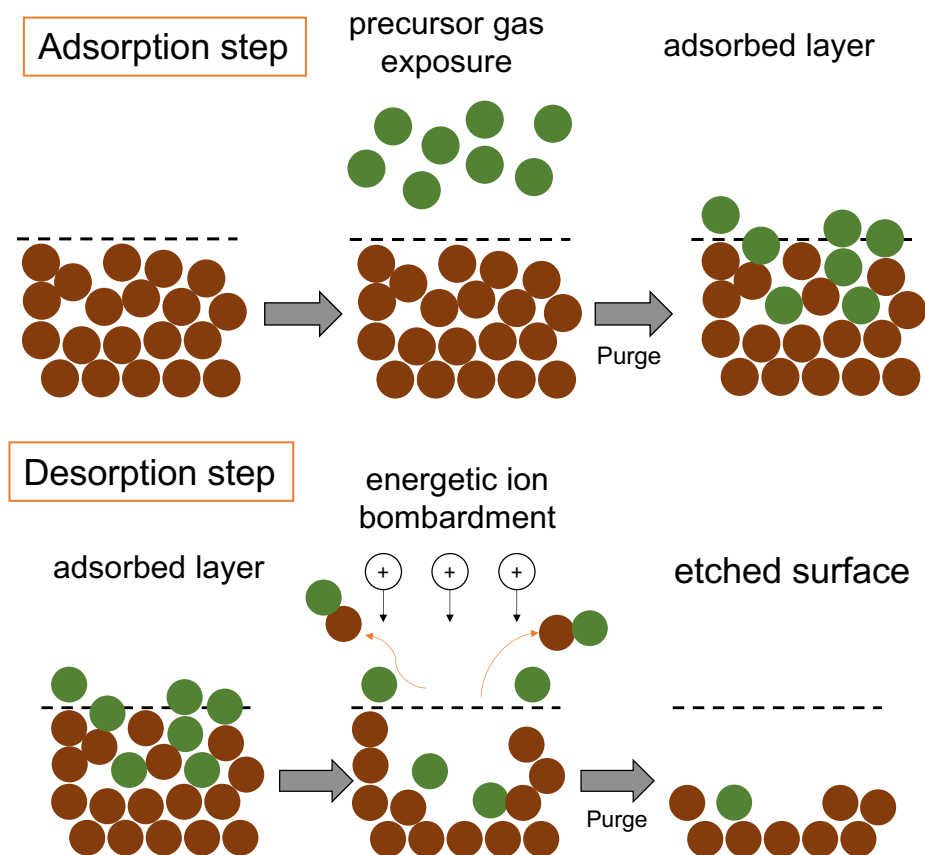 Adsorption step
precursor gas
exposure
adsorbed layer
Purge
Desorption step
energetic ion
bombardment
adsorbed layer
etched surface
+ + +
Purge